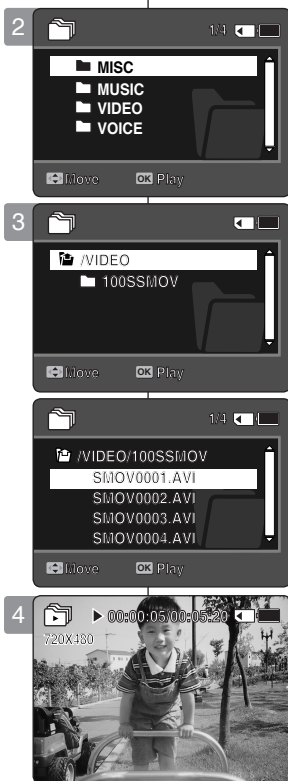 2
1/4
MISC
MUSIC
VIDEO
VOICE
Move OK Play
3
/VIDEO
100SSMOV
Move OK Play
1/4
/VIDEO/100SSMOV
SMOV0001.AVI
SMOV0002.AVI
SMOV0003.AVI
SMOV0004.AVI
Move OK Play
4
00:00:05/00:05:20
720X480